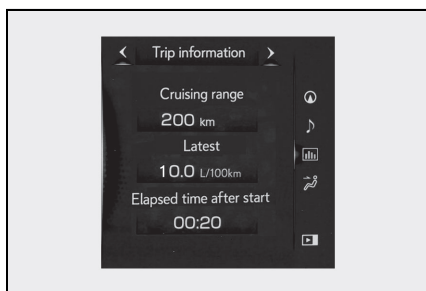 Trip information
Cruising range
200 km
Latest
10.0 L/100km
Elapsed time after start
00:20